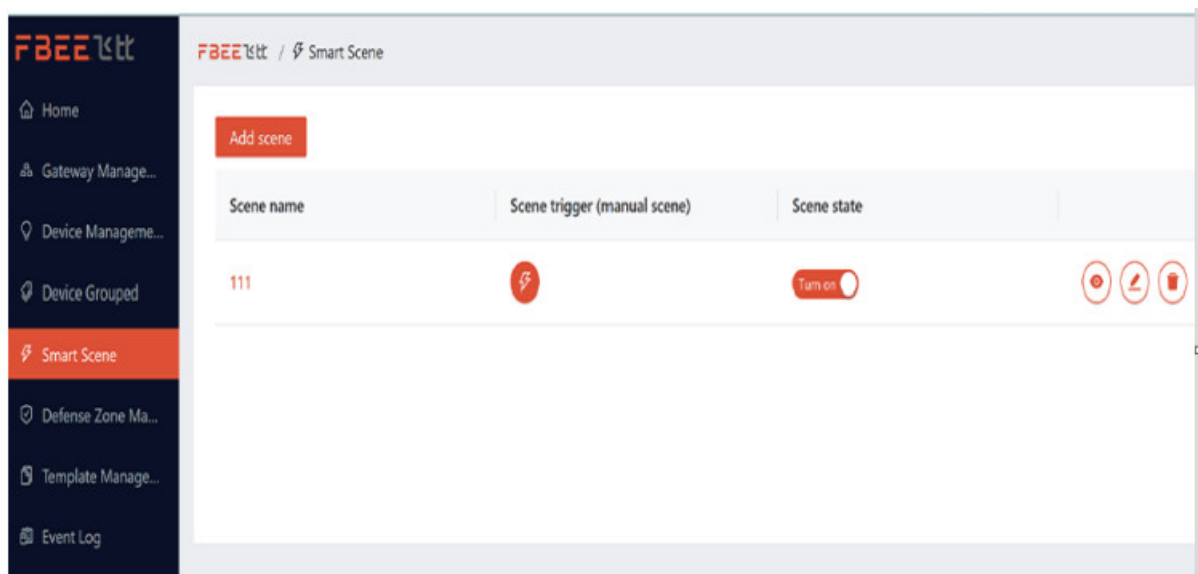 FBEE飞比
Home
Gateway Manage...
Device Manageme...
Device Grouped
Smart Scene
Defense Zone Ma...
Template Manage...
Event Log
FBEE飞比 / Smart Scene
Add scene
Scene name Scene trigger (manual scene) Scene state
111 Turn on